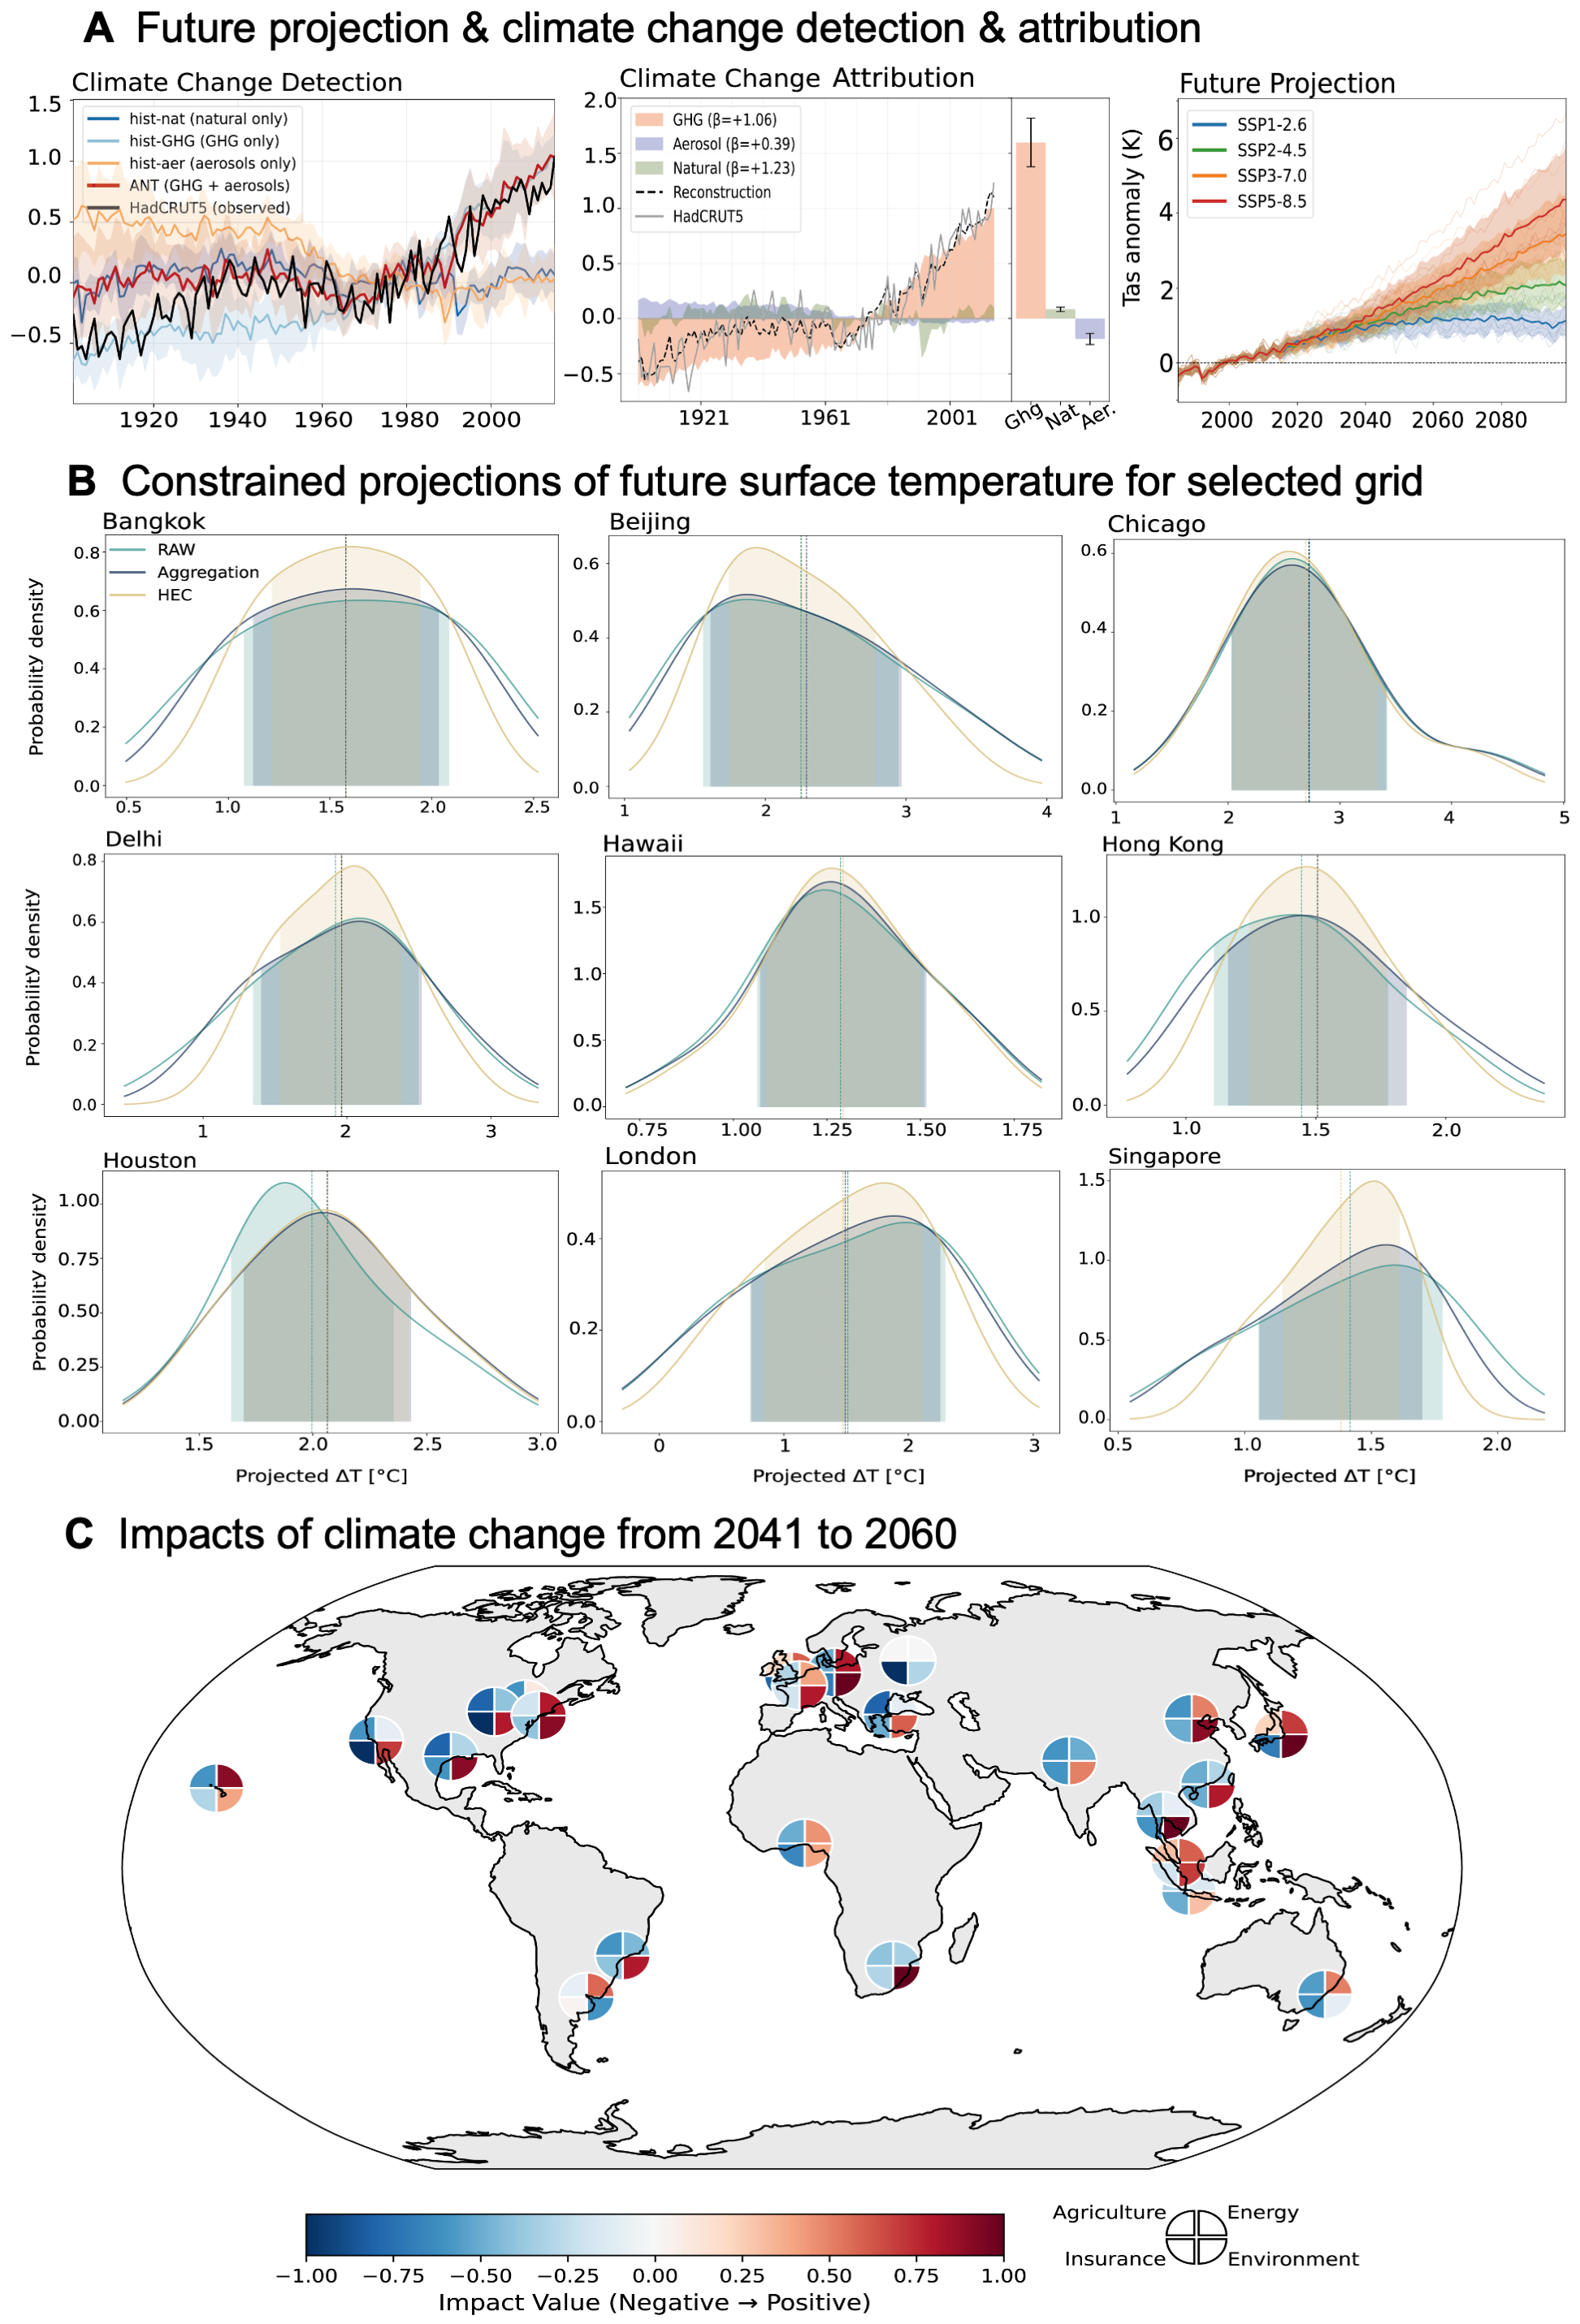 A Future projection & climate change detection & attribution
Climate Change Detection
1.5
1.0
0.5
0.0
−0.5
hist-nat (natural only)
hist-GHG (GHG only)
hist-aer (aerosols only)
ANT (GHG + aerosols)
HadCRUT5 (observed)
1920 1940 1960 1980 2000
Climate Change Attribution
2.0
1.5
1.0
0.5
0.0
−0.5
GHG (β=+1.06)
Aerosol (β=+0.39)
Natural (β=+1.23)
Reconstruction
HadCRUT5
1921 1961 2001
Ghg Nat Aer.
Future Projection
Tas anomaly (K)
6
4
2
0
SSP1-2.6
SSP2-4.5
SSP3-7.0
SSP5-8.5
2000 2020 2040 2060 2080
B Constrained projections of future surface temperature for selected grid
Bangkok
Probability density
0.8
0.6
0.4
0.2
0.0
RAW
Aggregation
HEC
0.5 1.0 1.5 2.0 2.5
Beijing
0.6
0.4
0.2
0.0
1 2 3 4
Chicago
0.6
0.4
0.2
0.0
1 2 3 4 5
Delhi
Probability density
0.8
0.6
0.4
0.2
0.0
1 2 3
Hawaii
1.5
1.0
0.5
0.0
0.75 1.00 1.25 1.50 1.75
Hong Kong
1.0
0.5
0.0
1.0 1.5 2.0
Houston
Probability density
1.00
0.75
0.50
0.25
0.00
1.5 2.0 2.5 3.0
Projected ΔT [°C]
London
0.4
0.2
0.0
0 1 2 3
Projected ΔT [°C]
Singapore
1.5
1.0
0.5
0.0
0.5 1.0 1.5 2.0
Projected ΔT [°C]
C Impacts of climate change from 2041 to 2060
−1.00 −0.75 −0.50 −0.25 0.00 0.25 0.50 0.75 1.00
Impact Value (Negative → Positive)
Agriculture Energy
Insurance Environment